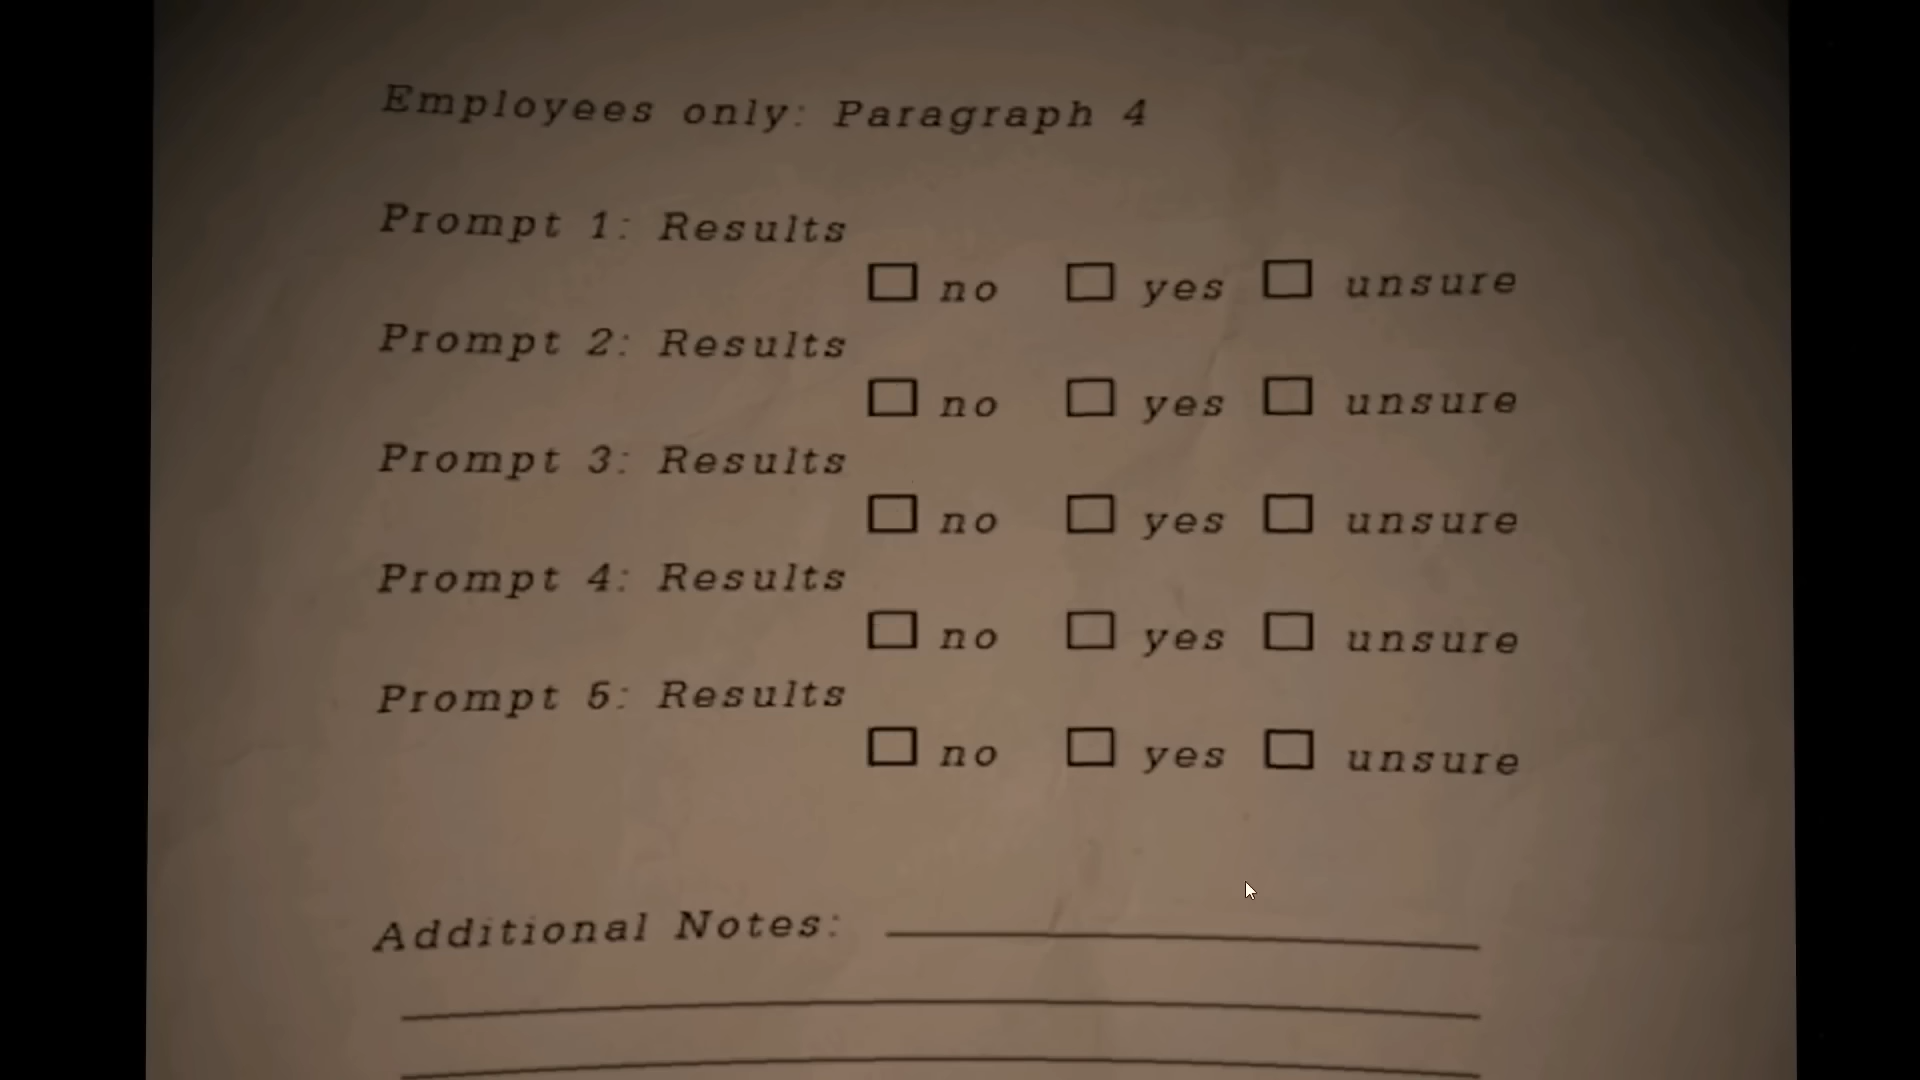 Employees only: Paragraph 4
Prompt 1: Results
no yes unsure
Prompt 2: Results
no yes unsure
Prompt 3: Results
no yes unsure
Prompt 4: Results
no yes unsure
Prompt 5: Results
no yes unsure
Additional Notes: